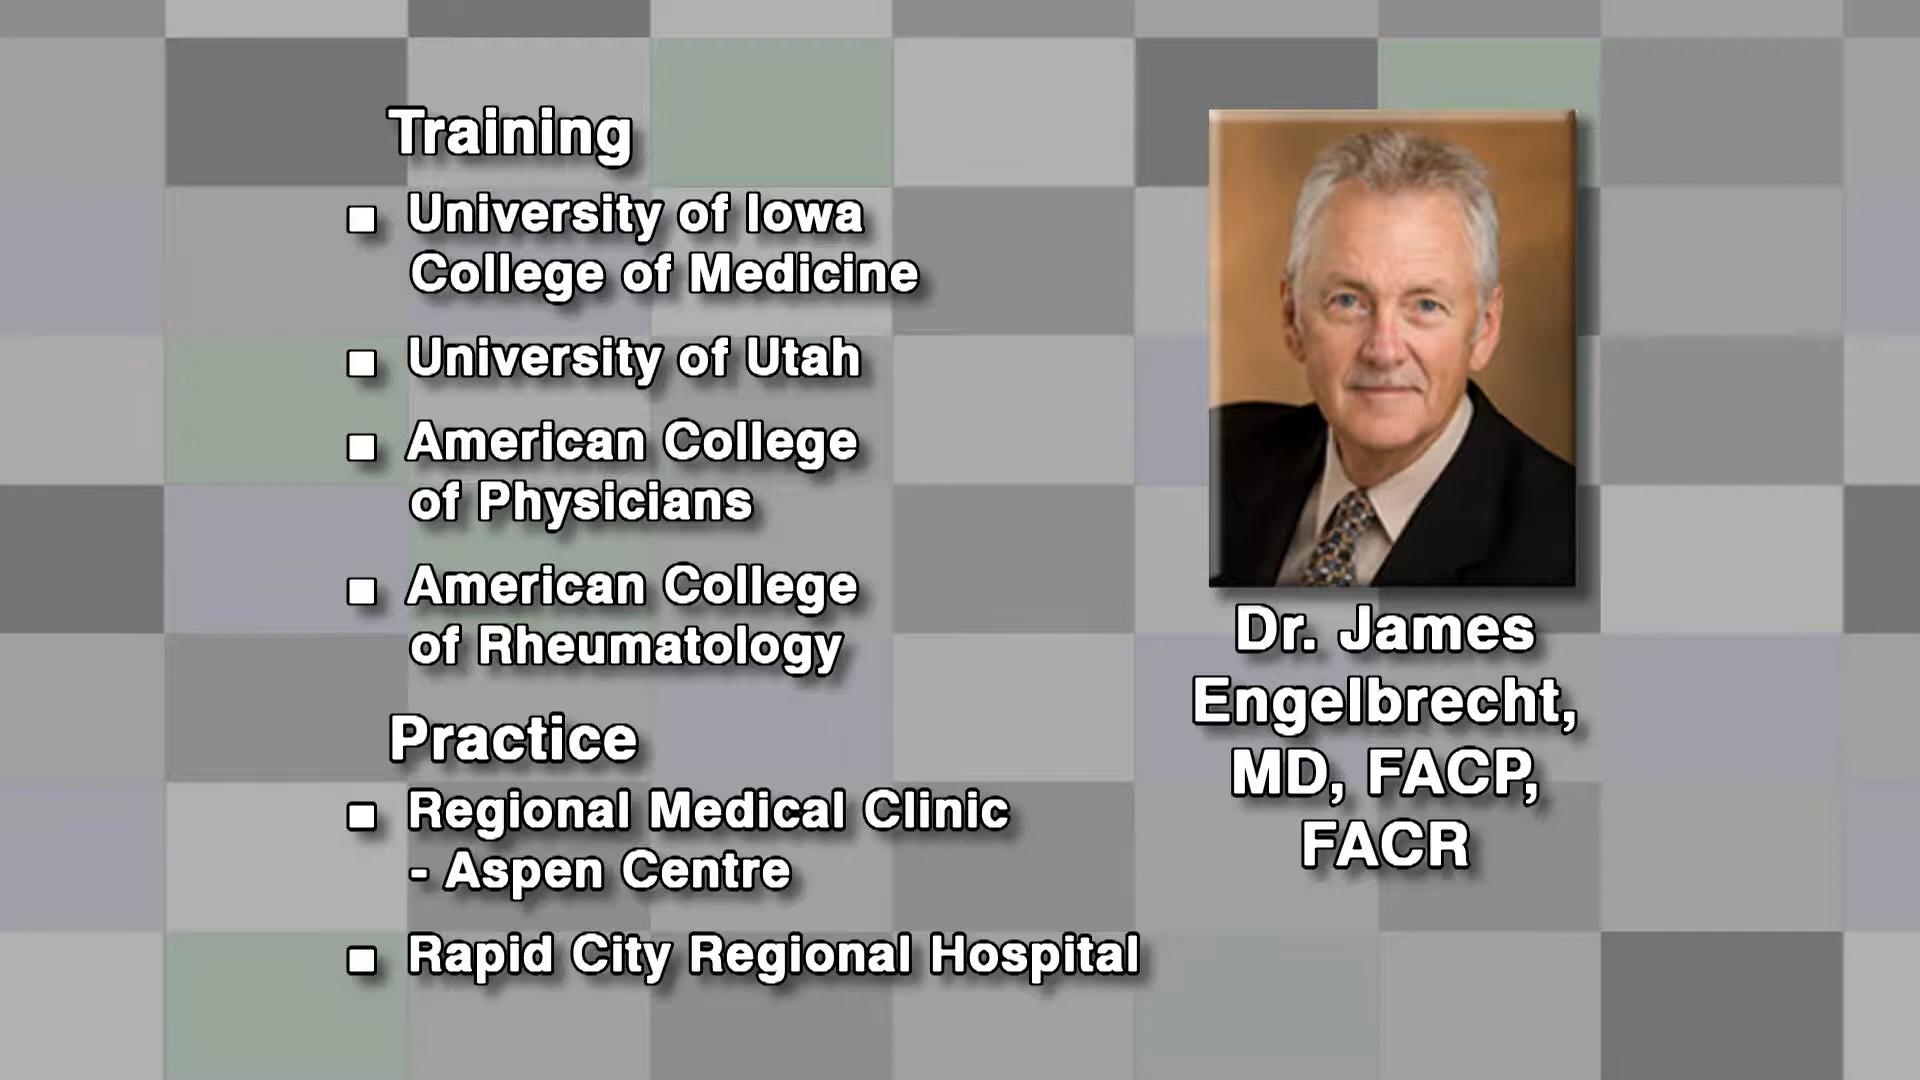 Training
University of Iowa
College of Medicine
University of Utah
American College
of Physicians
American College
of Rheumatology
Practice
Regional Medical Clinic
- Aspen Centre
Rapid City Regional Hospital
Dr. James
Engelbrecht,
MD, FACP,
FACR